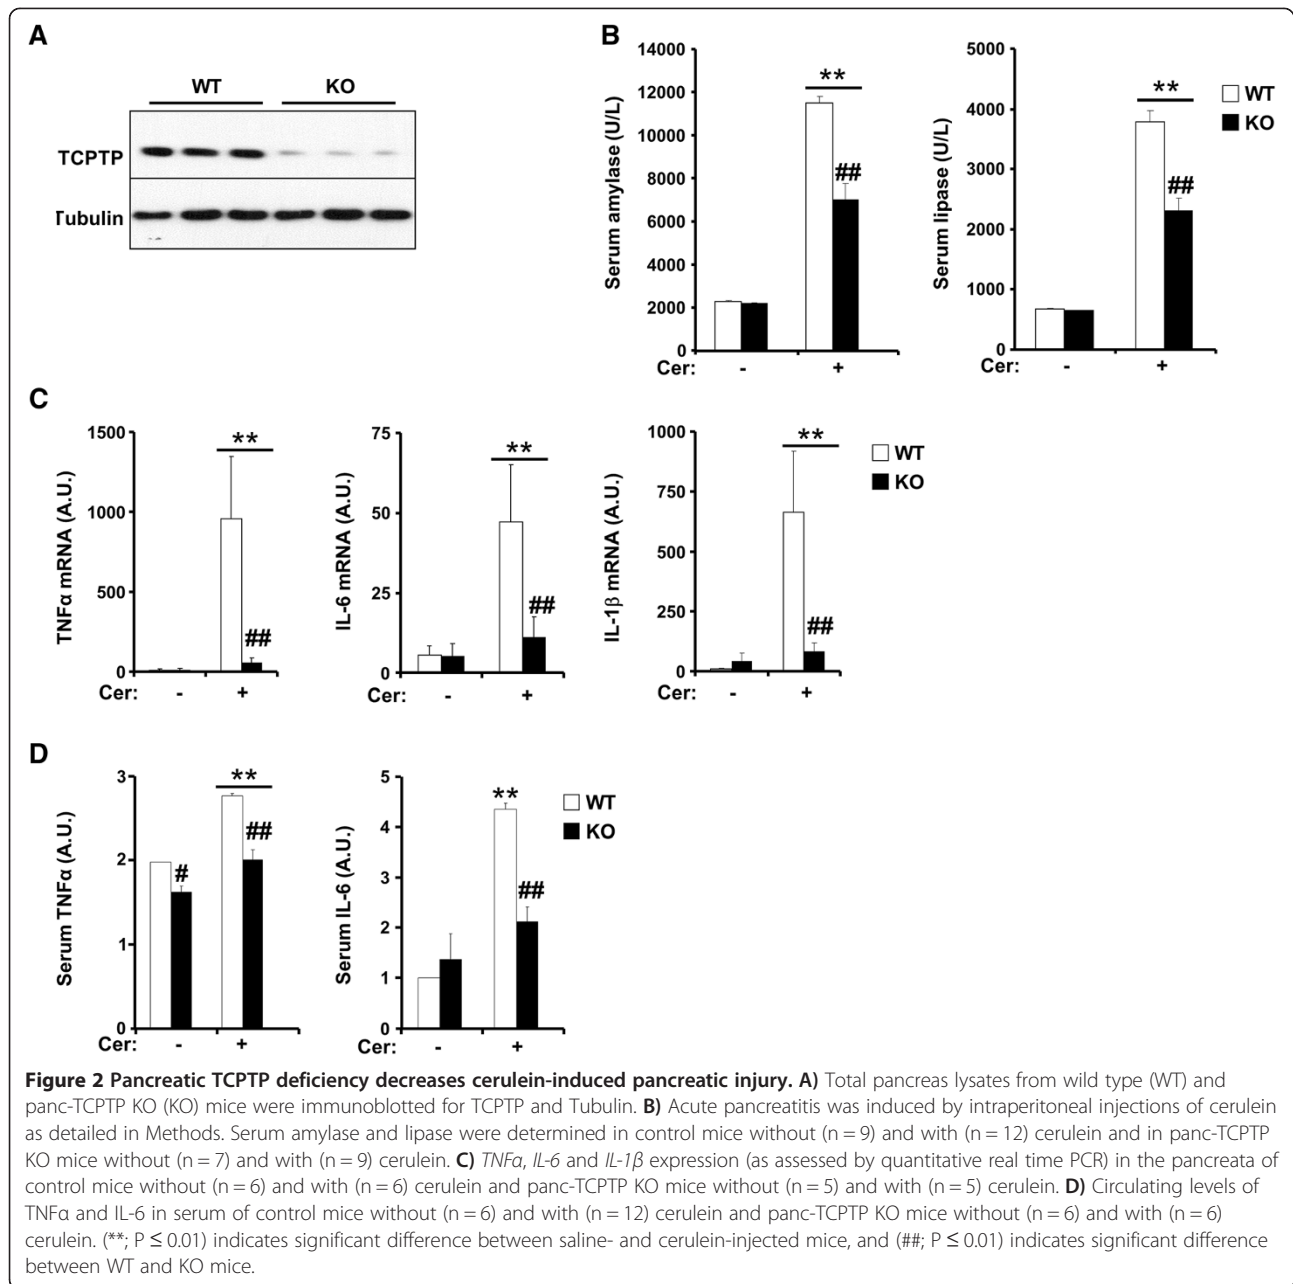 A
WT KO
TCPTP
Tubulin
B
Serum amylase (U/L)
14000
12000
10000
8000
6000
4000
2000
0
**
##
Cer: - +
Serum lipase (U/L)
5000
4000
3000
2000
1000
0
**
##
Cer: - +
WT
KO
C
TNFα mRNA (A.U.)
1500
1000
500
0
**
##
Cer: - +
IL-6 mRNA (A.U.)
75
50
25
0
**
##
Cer: - +
IL-1β mRNA (A.U.)
1000
750
500
250
0
**
##
Cer: - +
WT
KO
D
Serum TNFα (A.U.)
3
2
1
0
#
**
##
Cer: - +
Serum IL-6 (A.U.)
5
4
3
2
1
0
**
##
Cer: - +
WT
KO
Figure 2 Pancreatic TCPTP deficiency decreases cerulein-induced pancreatic injury. A) Total pancreas lysates from wild type (WT) and
panc-TCPTP KO (KO) mice were immunoblotted for TCPTP and Tubulin. B) Acute pancreatitis was induced by intraperitoneal injections of cerulein
as detailed in Methods. Serum amylase and lipase were determined in control mice without (n = 9) and with (n = 12) cerulein and in panc-TCPTP
KO mice without (n = 7) and with (n = 9) cerulein. C) TNFα, IL-6 and IL-1β expression (as assessed by quantitative real time PCR) in the pancreata of
control mice without (n = 6) and with (n = 6) cerulein and panc-TCPTP KO mice without (n = 5) and with (n = 5) cerulein. D) Circulating levels of
TNFα and IL-6 in serum of control mice without (n = 6) and with (n = 12) cerulein and panc-TCPTP KO mice without (n = 6) and with (n = 6)
cerulein. (**; P ≤ 0.01) indicates significant difference between saline- and cerulein-injected mice, and (##; P ≤ 0.01) indicates significant difference
between WT and KO mice.